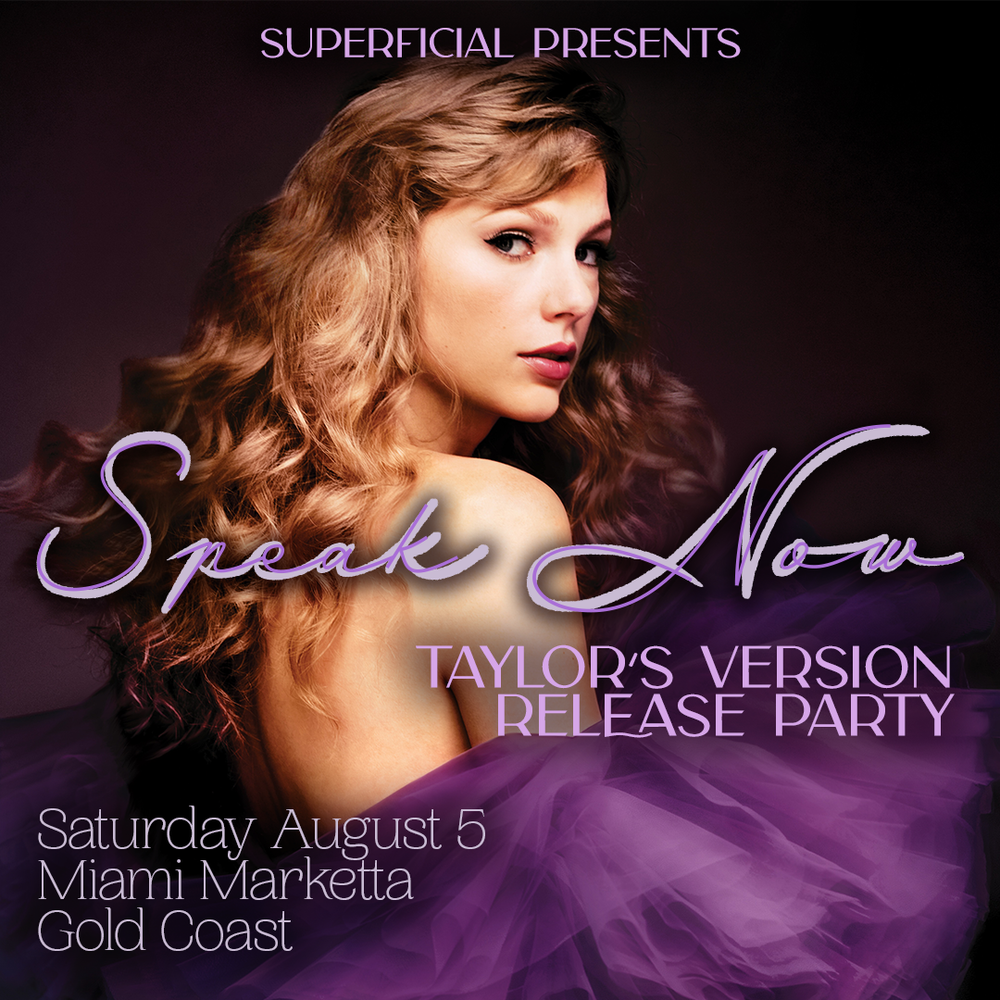 SUPERFICIAL PRESENTS
Speak Now
TAYLOR'S VERSION
RELEASE PARTY
Saturday August 5
Miami Marketta
Gold Coast